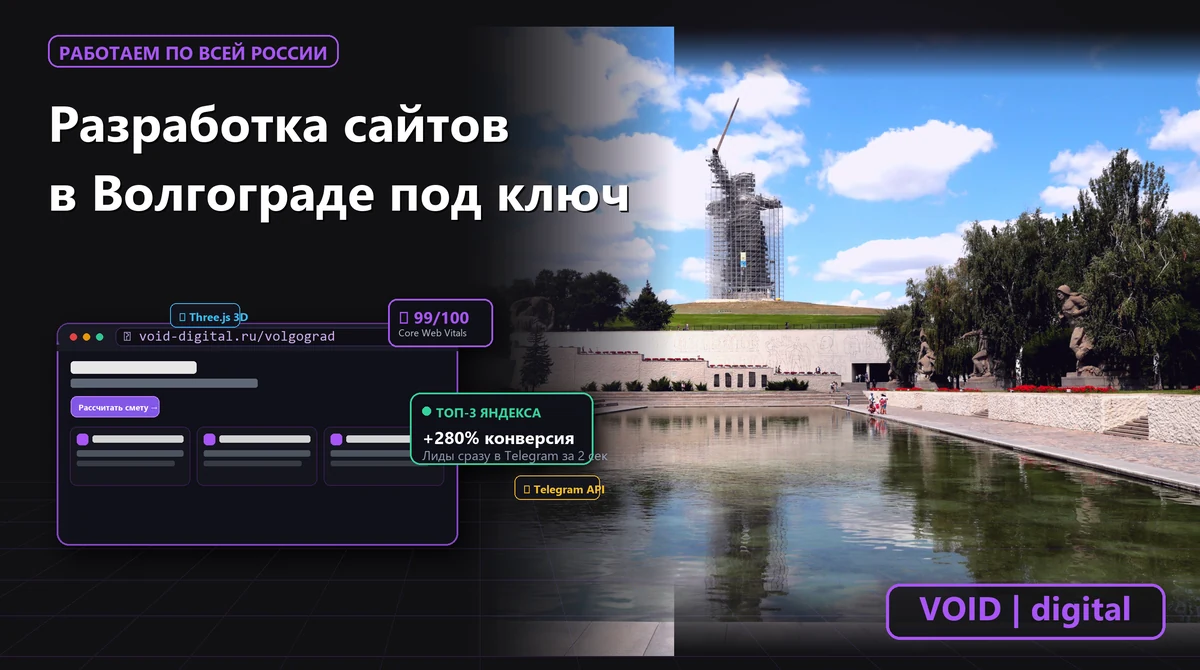 РАБОТАЕМ ПО ВСЕЙ РОССИИ
Разработка сайтов
в Волгограде под ключ
Three.js 3D
99/100
Core Web Vitals
void-digital.ru/volgograd
Рассчитать смету →
ТОП-3 ЯНДЕКСА
+280% конверсия
Лиды сразу в Telegram за 2 сек
Telegram API
VOID | digital